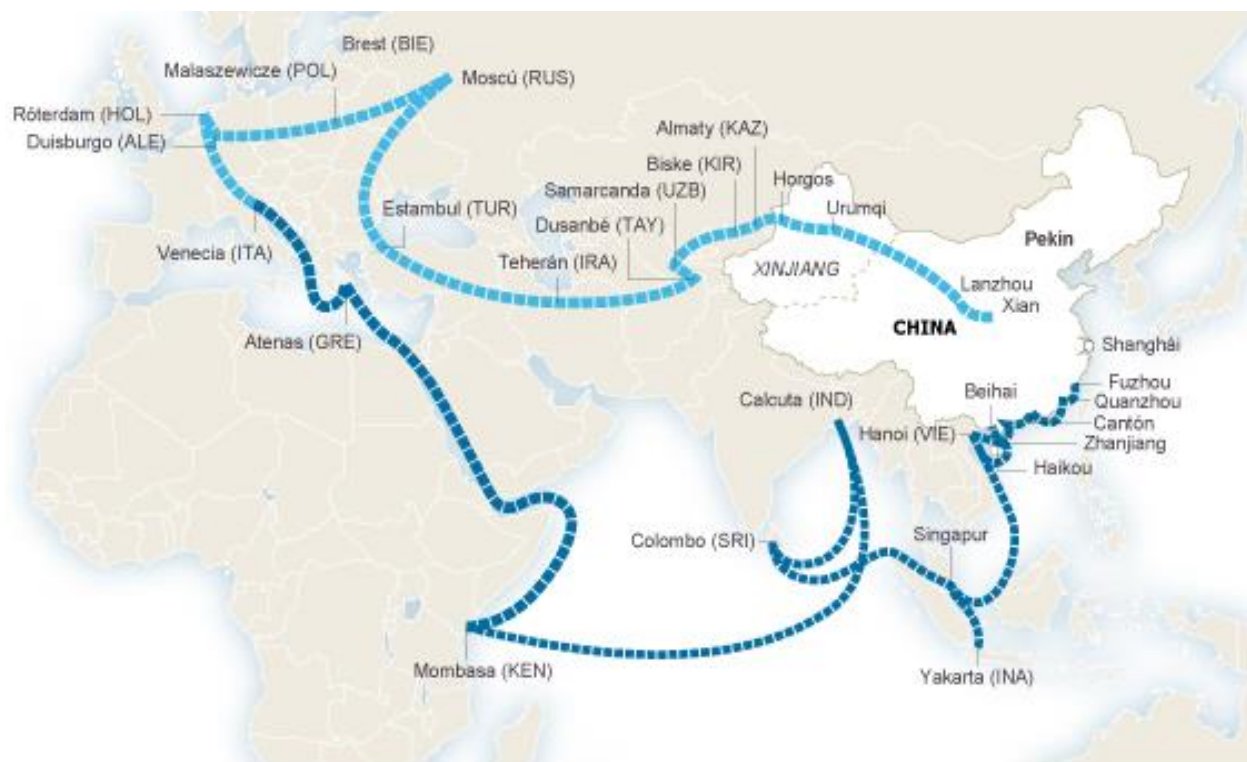 Brest (BIE)
Malaszewicze (POL)
Moscú (RUS)
Róterdam (HOL)
Duisburgo (ALE)
Almaty (KAZ)
Biske (KIR)
Horgos
Samarcanda (UZB)
Urumqi
Estambul (TUR)
Dusanbé (TAY)
Pekin
Venecia (ITA)
Teherán (IRA)
XINJIANG
Lanzhou
Xian
CHINA
Atenas (GRE)
Shanghái
Fuzhou
Beihai
Quanzhou
Calcuta (IND)
Cantón
Hanoi (VIE)
Zhanjiang
Haikou
Singapur
Colombo (SRI)
Mombasa (KEN)
Yakarta (INA)